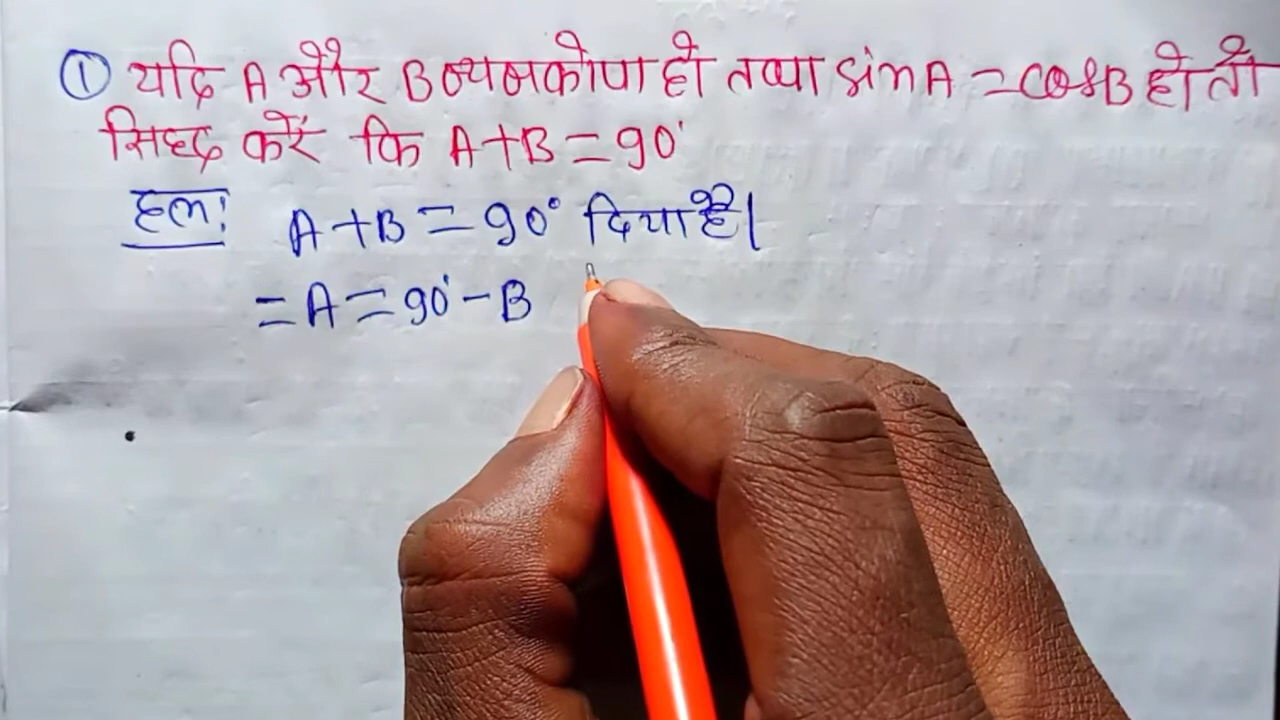 ① यदि A और B न्यूनकोण हो तथा sinA = cosB हो तो
सिद्ध करें कि A+B = 90°
हल: A+B = 90° दिया है।
= A = 90° - B